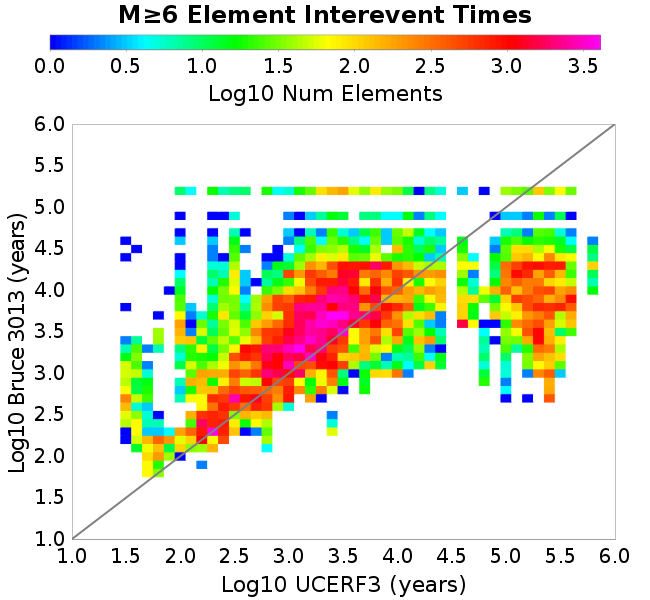 M≥6 Element Interevent Times
0.0 0.5 1.0 1.5 2.0 2.5 3.0 3.5
Log10 Num Elements
Log10 Bruce 3013 (years)
6.0
5.5
5.0
4.5
4.0
3.5
3.0
2.5
2.0
1.5
1.0
1.0 1.5 2.0 2.5 3.0 3.5 4.0 4.5 5.0 5.5 6.0
Log10 UCERF3 (years)